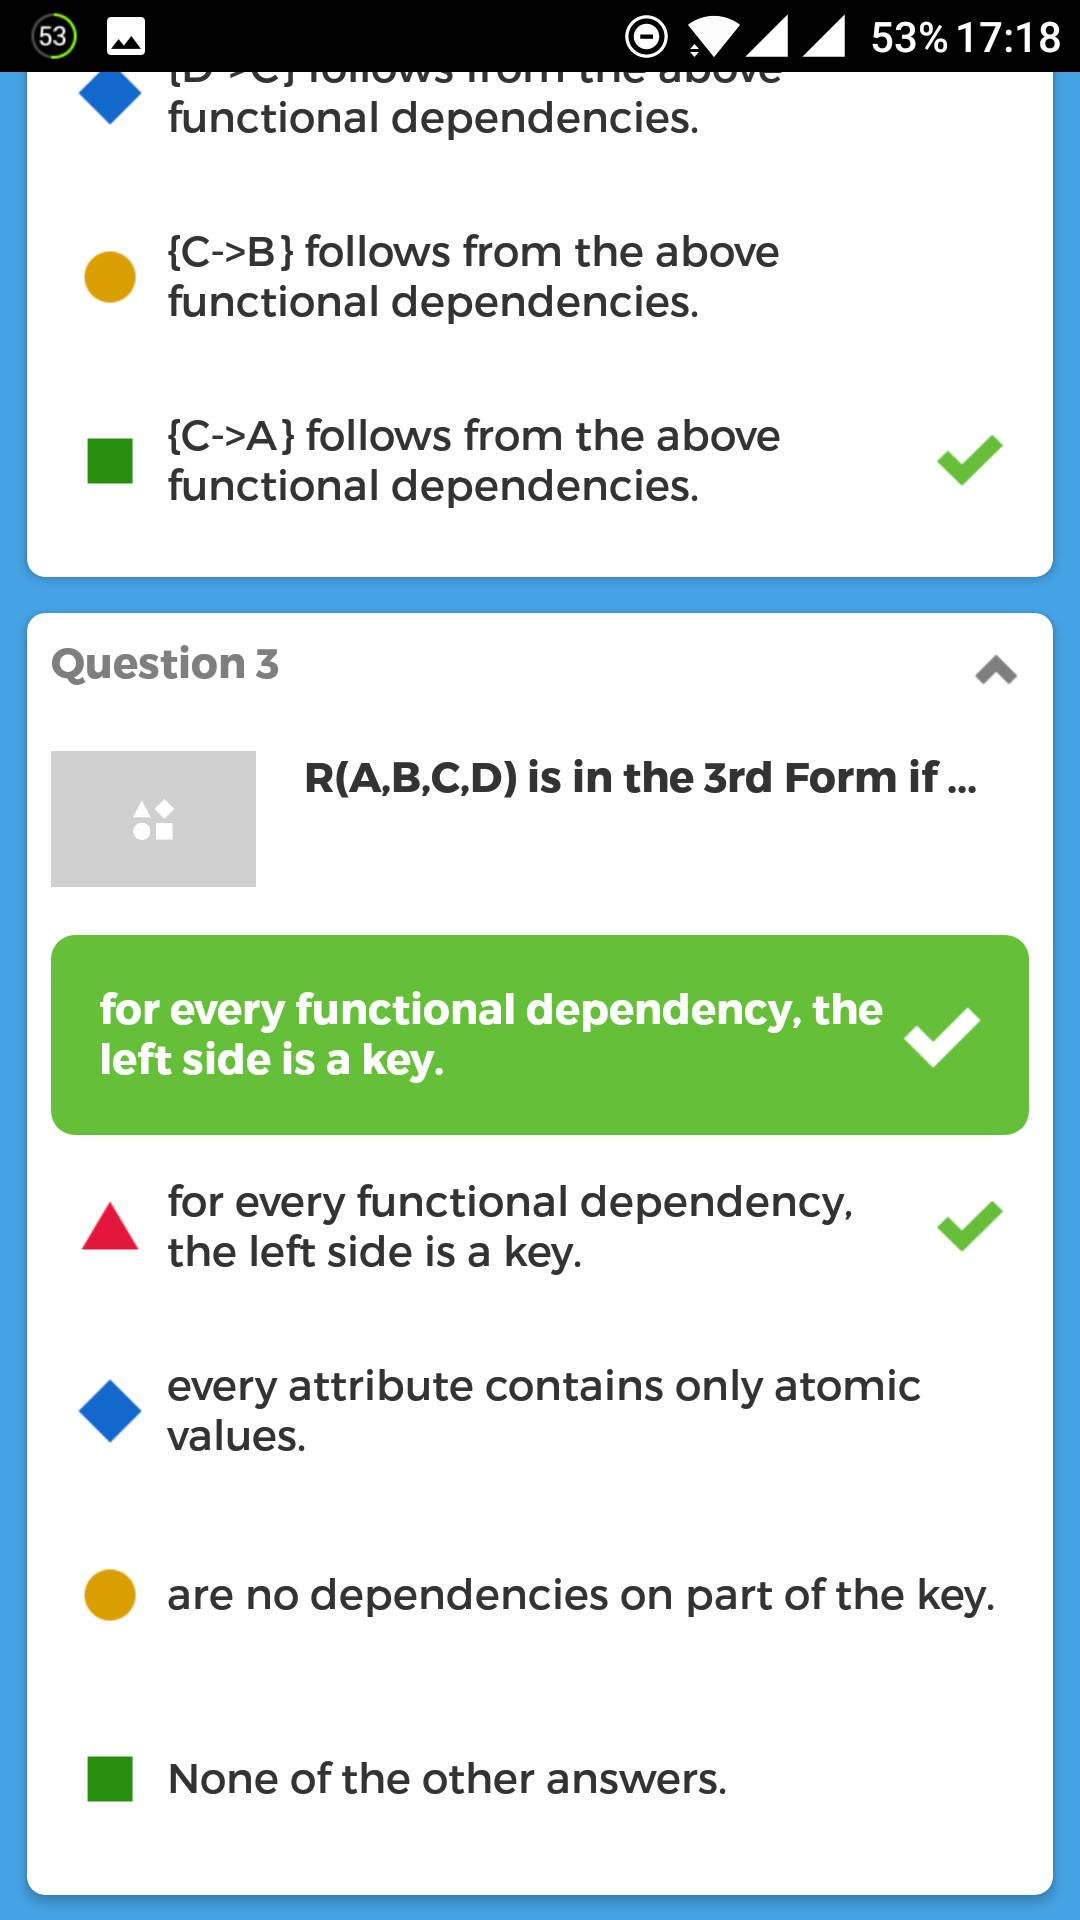 53
53% 17:18
{D->C} follows from the above
functional dependencies.
{C->B} follows from the above
functional dependencies.
{C->A} follows from the above
functional dependencies.
Question 3
R(A,B,C,D) is in the 3rd Form if ...
for every functional dependency, the
left side is a key.
for every functional dependency,
the left side is a key.
every attribute contains only atomic
values.
are no dependencies on part of the key.
None of the other answers.